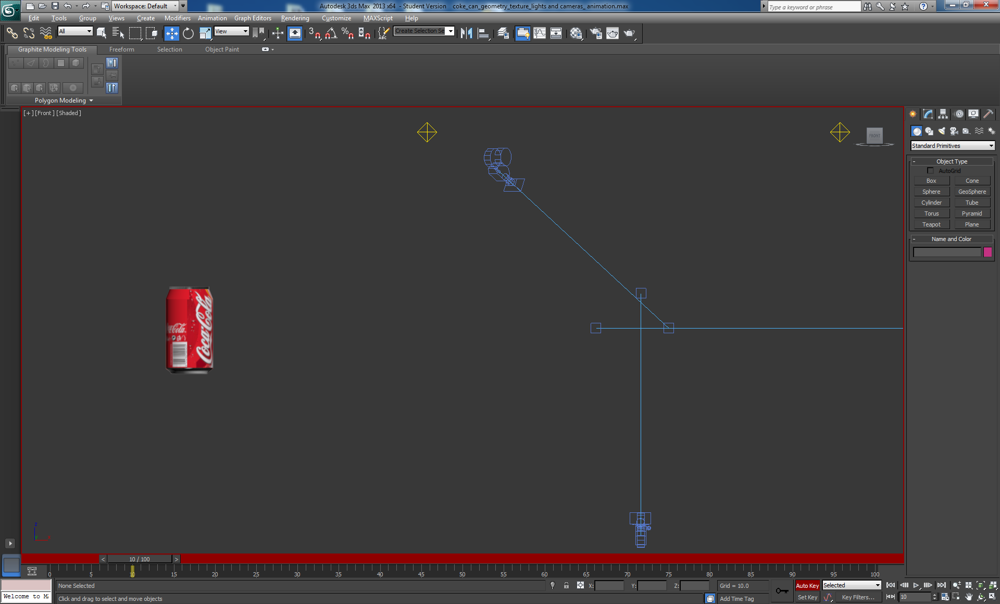 Workspace: Default
Autodesk 3ds Max 2013 x64 - Student Version coke_can_geometry_texture_lights and cameras_ animation.max
Type a keyword or phrase
Edit Tools Group Views Create Modifiers Animation Graph Editors Rendering Customize MAXScript Help
All
View
3
%
ABC
Create Selection Se
Graphite Modeling Tools Freeform Selection Object Paint
Polygon Modeling
[+] [Front] [Shaded]
FRONT
Standard Primitives
- Object Type
AutoGrid
Box Cone
Sphere GeoSphere
Cylinder Tube
Torus Pyramid
Teapot Plane
- Name and Color
Coca-Cola
Coca-Cola
z
y
x
< 10 / 100 >
0 5 10 15 20 25 30 35 40 45 50 55 60 65 70 75 80 85 90 95 100
None Selected X: Y: Z: Grid = 10.0 Auto Key Selected
Welcome to M Click and drag to select and move objects Add Time Tag Set Key Key Filters... 10